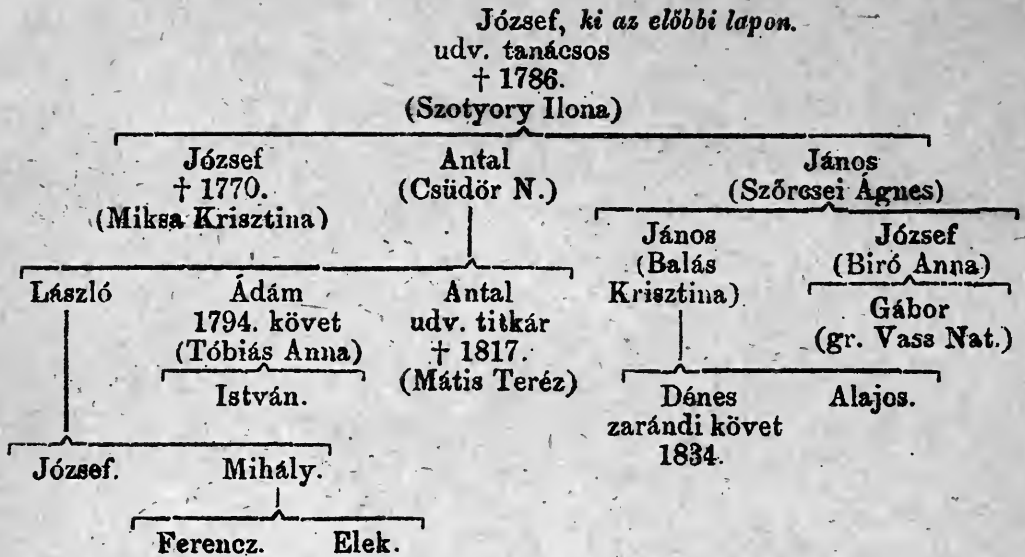 József, ki az előbbi lapon.
udv. tanácsos
† 1786.
(Szotyory Ilona)
József Antal János
† 1770. (Csüdör N.) (Szőrcsei Ágnes)
(Miksa Krisztina)
János József
(Balás (Biró Anna)
Krisztina)
László Ádám Antal Gábor
1794. követ udv. titkár (gr. Vass Nat.)
(Tóbiás Anna) † 1817.
István. (Mátis Teréz) Dénes Alajos.
zarándi követ
1834.
József. Mihály.
Ferencz. Elek.